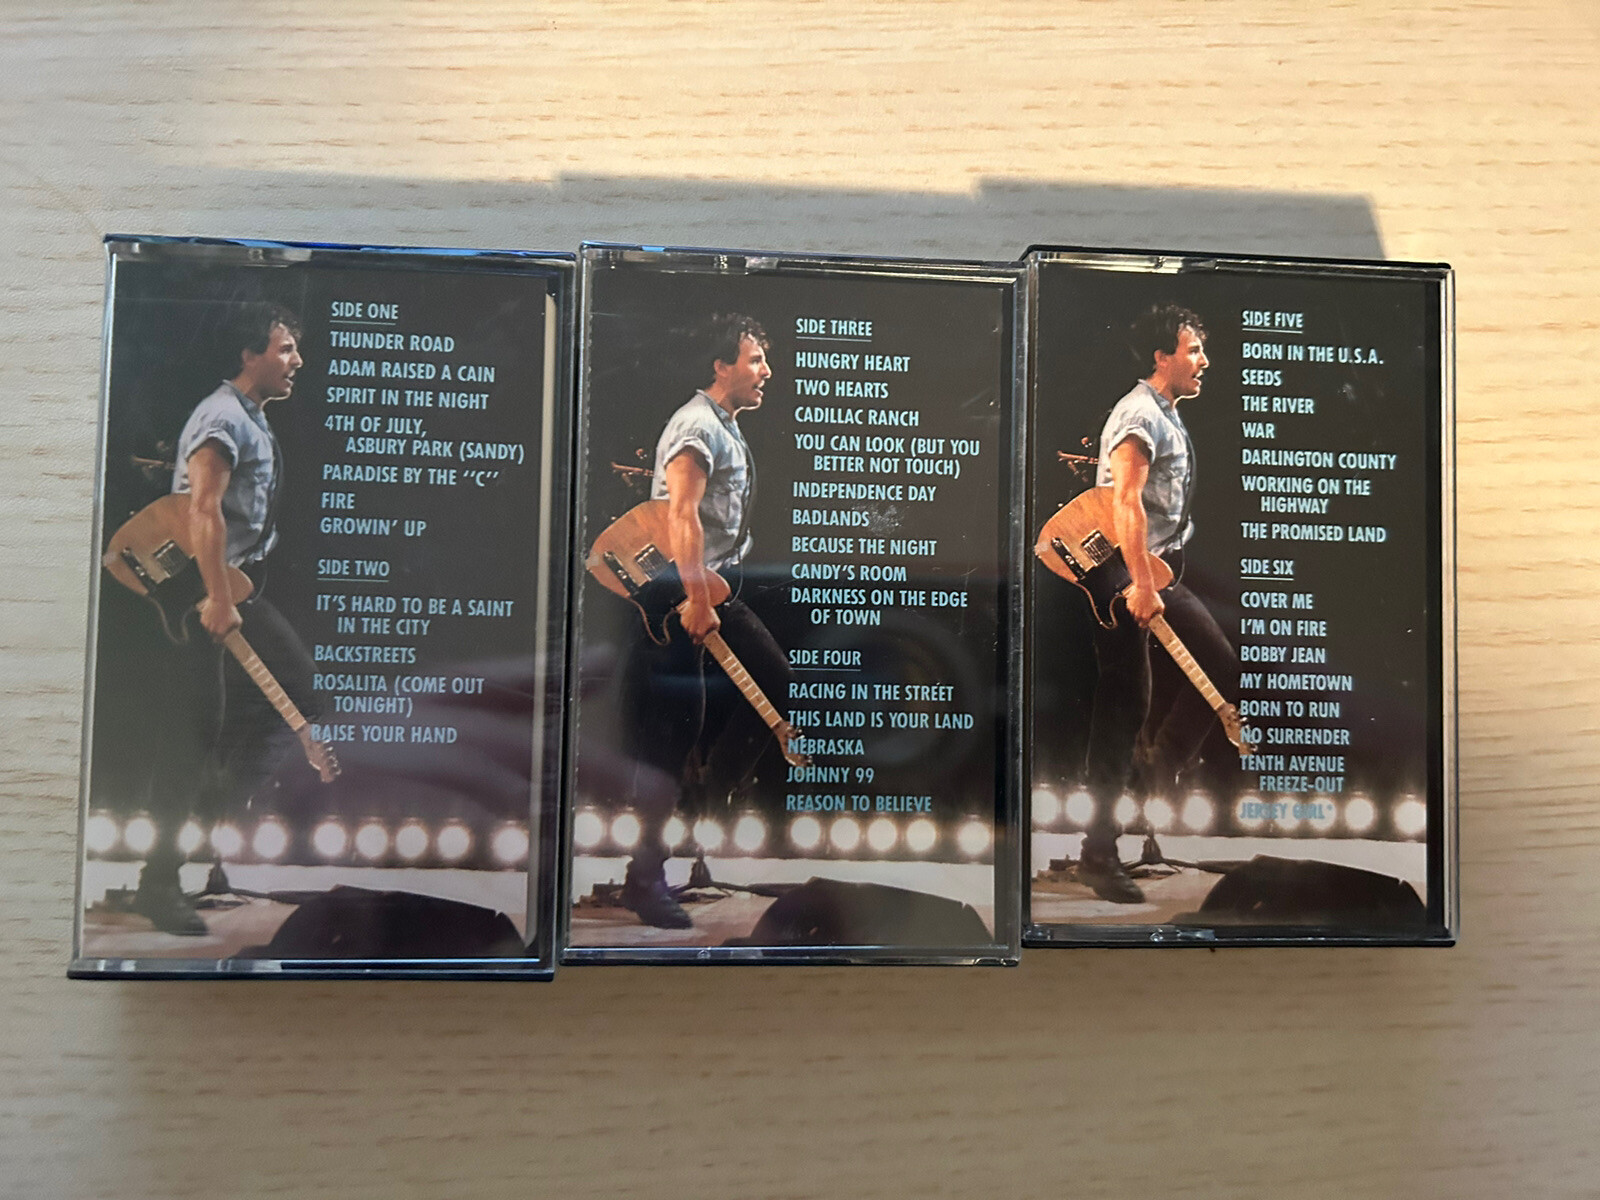 SIDE ONE
THUNDER ROAD
ADAM RAISED A CAIN
SPIRIT IN THE NIGHT
4TH OF JULY,
ASBURY PARK (SANDY)
PARADISE BY THE "C"
FIRE
GROWIN' UP
SIDE TWO
IT'S HARD TO BE A SAINT
IN THE CITY
BACKSTREETS
ROSALITA (COME OUT
TONIGHT)
RAISE YOUR HAND
SIDE THREE
HUNGRY HEART
TWO HEARTS
CADILLAC RANCH
YOU CAN LOOK (BUT YOU
BETTER NOT TOUCH)
INDEPENDENCE DAY
BADLANDS
BECAUSE THE NIGHT
CANDY'S ROOM
DARKNESS ON THE EDGE
OF TOWN
SIDE FOUR
RACING IN THE STREET
THIS LAND IS YOUR LAND
NEBRASKA
JOHNNY 99
REASON TO BELIEVE
SIDE FIVE
BORN IN THE U.S.A.
SEEDS
THE RIVER
WAR
DARLINGTON COUNTY
WORKING ON THE
HIGHWAY
THE PROMISED LAND
SIDE SIX
COVER ME
I'M ON FIRE
BOBBY JEAN
MY HOMETOWN
BORN TO RUN
NO SURRENDER
TENTH AVENUE
FREEZE-OUT
JERSEY GIRL*